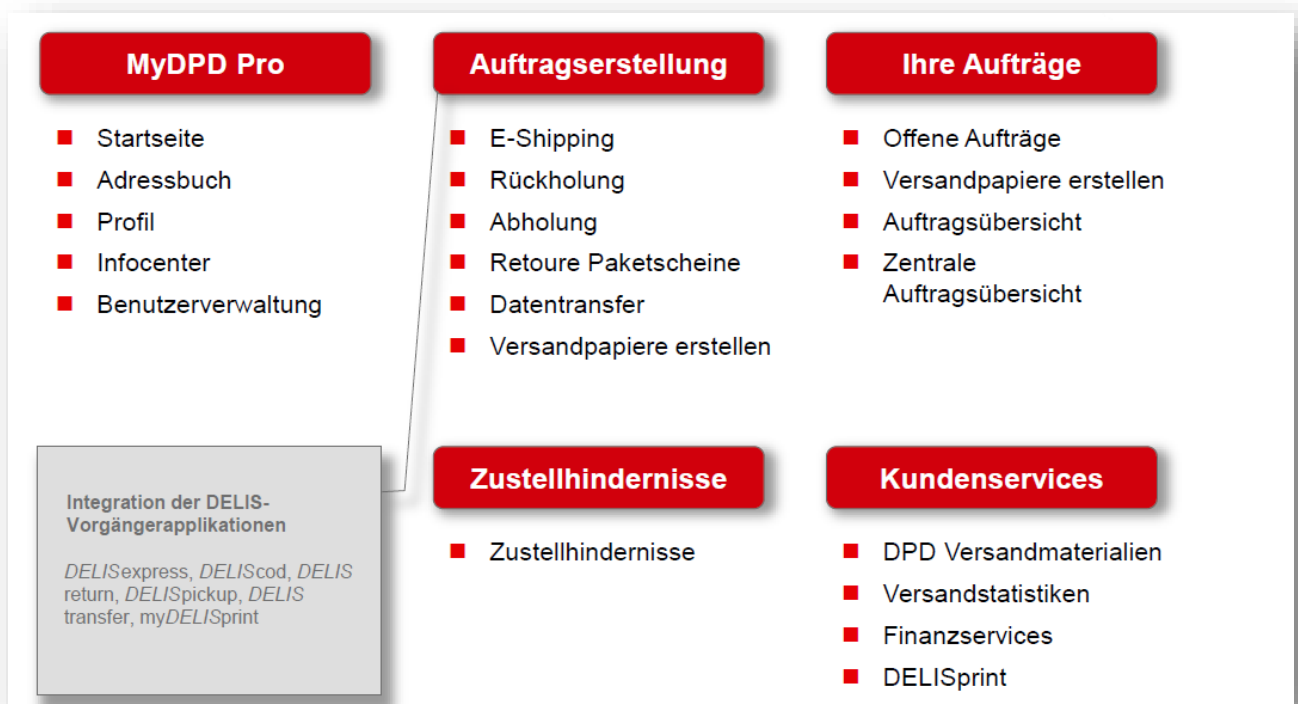 MyDPD Pro
Startseite
Adressbuch
Profil
Infocenter
Benutzerverwaltung
Auftragserstellung
E-Shipping
Rückholung
Abholung
Retoure Paketscheine
Datentransfer
Versandpapiere erstellen
Ihre Aufträge
Offene Aufträge
Versandpapiere erstellen
Auftragsübersicht
Zentrale
Auftragsübersicht
Integration der DELIS-
Vorgängerapplikationen
DELISexpress, DELIScod, DELIS
return, DELISpickup, DELIS
transfer, myDELISprint
Zustellhindernisse
Zustellhindernisse
Kundenservices
DPD Versandmaterialien
Versandstatistiken
Finanzservices
DELISprint